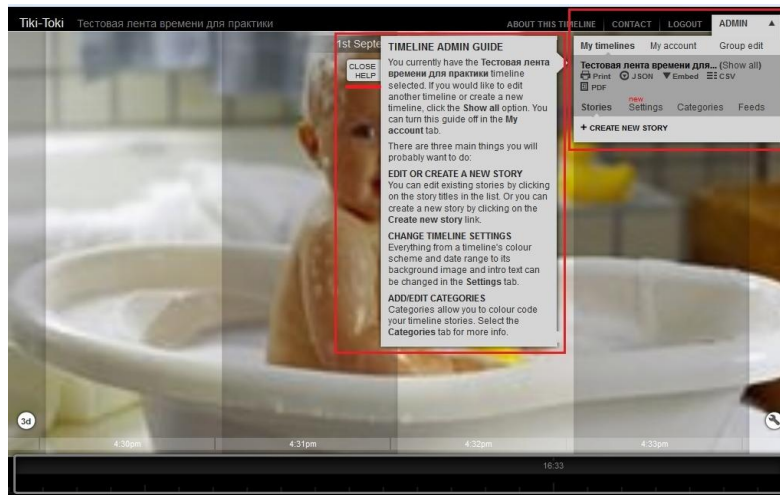 Tiki-Toki Тестовая лента времени для практики
ABOUT THIS TIMELINE | CONTACT | LOGOUT ADMIN ▲
1st Septe
CLOSE
HELP
TIMELINE ADMIN GUIDE
You currently have the Тестовая лента
времени для практики timeline
selected. If you would like to edit
another timeline or create a new
timeline, click the Show all option. You
can turn this guide off in the My
account tab.
There are three main things you will
probably want to do:
EDIT OR CREATE A NEW STORY
You can edit existing stories by clicking
on the story titles in the list. Or you can
create a new story by clicking on the
Create new story link.
CHANGE TIMELINE SETTINGS
Everything from a timeline's colour
scheme and date range to its
background image and intro text can
be changed in the Settings tab.
ADD/EDIT CATEGORIES
Categories allow you to colour code
your timeline stories. Select the
Categories tab for more info.
My timelines My account Group edit
Тестовая лента времени для... (Show all)
Print JSON Embed CSV
PDF
new
Stories Settings Categories Feeds
+ CREATE NEW STORY
3d
4:30pm 4:31pm 4:32pm 4:33pm
16:33